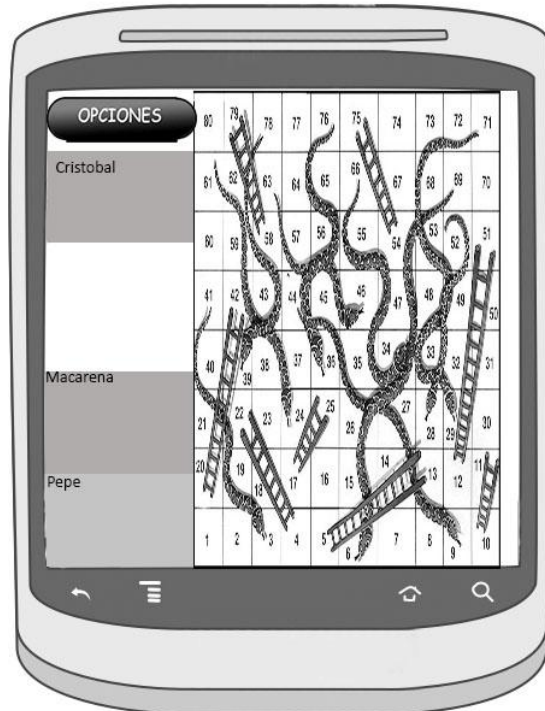 OPCIONES
Cristobal
Macarena
Pepe
80 79 78 77 76 75 74 73 72 71
61 62 63 64 65 66 67 68 69 70
60 59 58 57 56 55 54 53 52 51
41 42 43 44 45 46 47 48 49 50
40 39 38 37 36 35 34 33 32 31
21 22 23 24 25 26 27 28 29 30
20 19 18 17 16 15 14 13 12 11
1 2 3 4 5 6 7 8 9 10